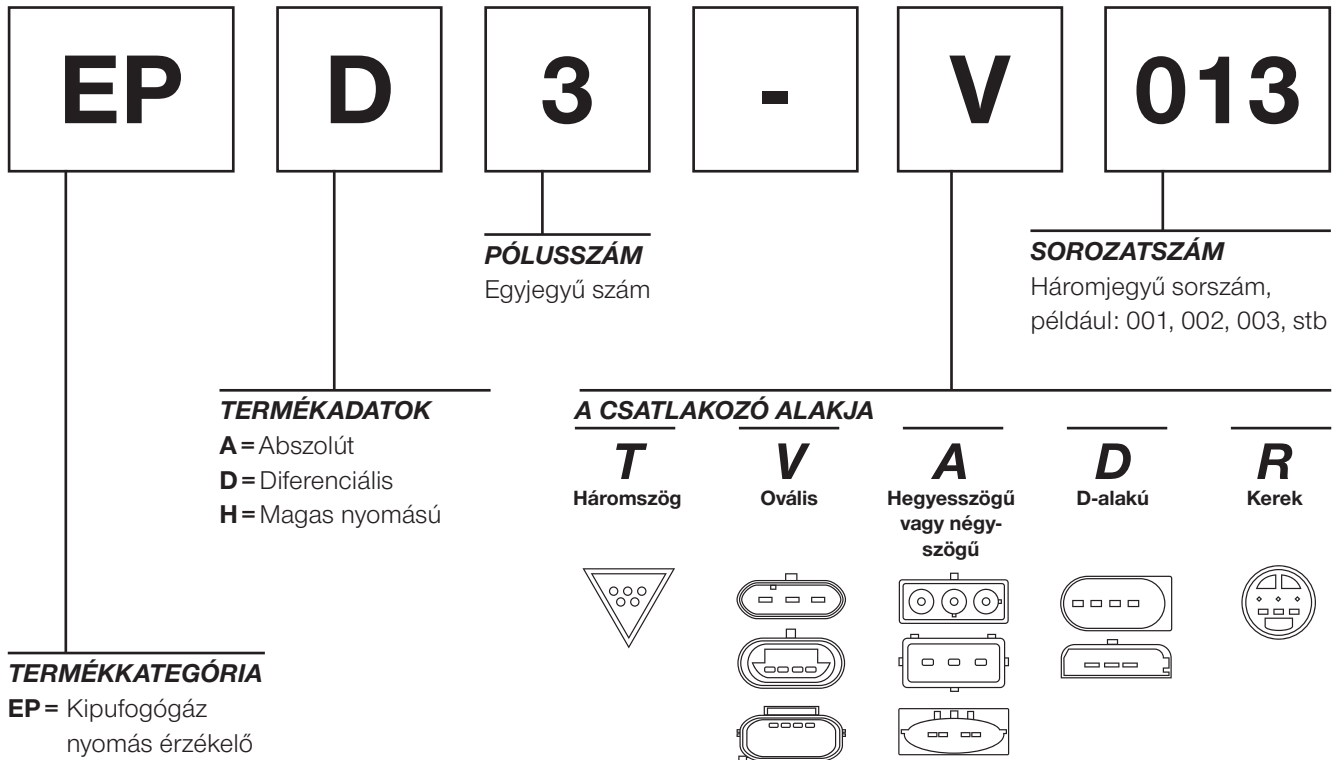 EP D 3 - V 013
PÓLUSSZÁM
Egyjegyű szám
SOROZATSZÁM
Háromjegyű sorszám,
például: 001, 002, 003, stb
TERMÉKADATOK
A = Abszolút
D = Diferenciális
H = Magas nyomású
A CSATLAKOZÓ ALAKJA
T V A D R
Háromszög Ovális Hegyesszögű D-alakú Kerek
vagy négy-
szögű
TERMÉKKATEGÓRIA
EP = Kipufogógáz
nyomás érzékelő